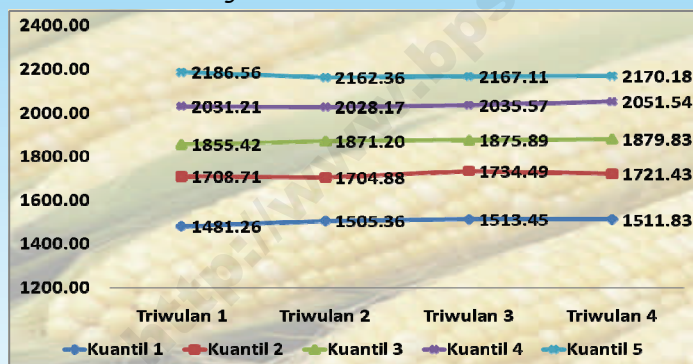 2400.00
2200.00
2000.00
1800.00
1600.00
1400.00
1200.00
2186.56 2162.36 2167.11 2170.18
2031.21 2028.17 2035.57 2051.54
1855.42 1871.20 1875.89 1879.83
1708.71 1704.88 1734.49 1721.43
1481.26 1505.36 1513.45 1511.83
Triwulan 1 Triwulan 2 Triwulan 3 Triwulan 4
Kuantil 1 Kuantil 2 Kuantil 3 Kuantil 4 Kuantil 5